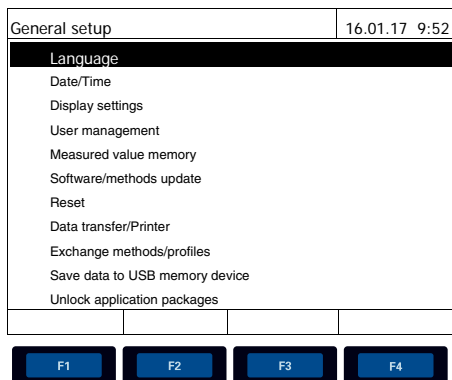 General setup 16.01.17 9:52
Language
Date/Time
Display settings
User management
Measured value memory
Software/methods update
Reset
Data transfer/Printer
Exchange methods/profiles
Save data to USB memory device
Unlock application packages
F1 F2 F3 F4